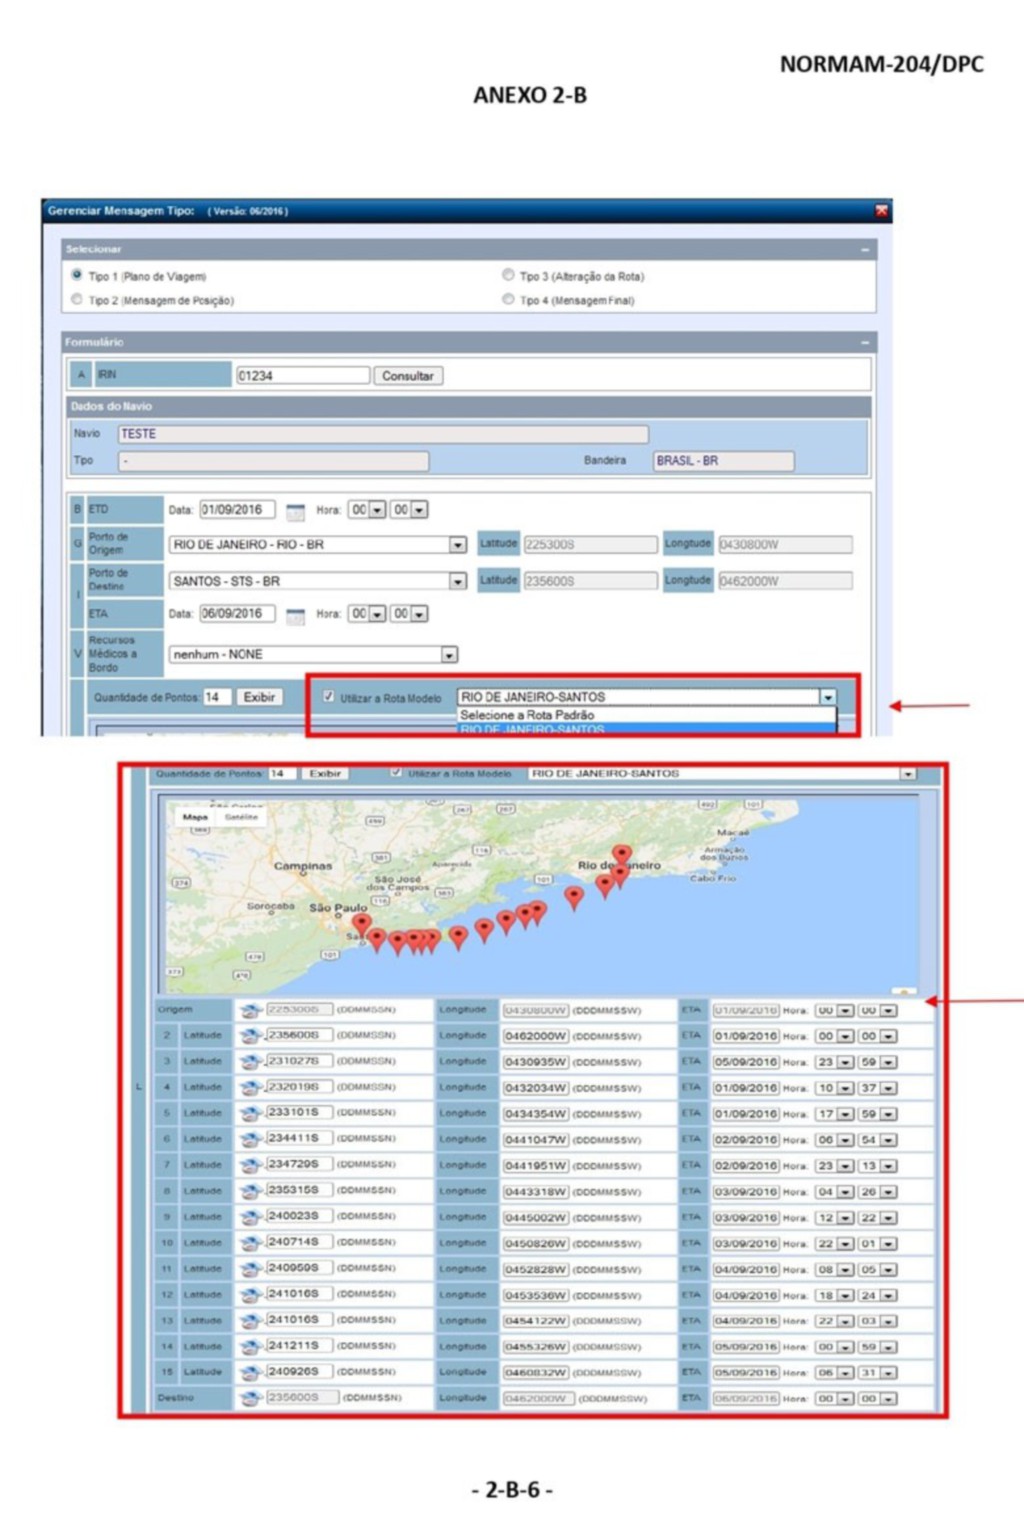 NORMAM-204/DPC
ANEXO 2-B
Gerenciar Mensagem Tipo: ( Versão: 06/2016 )
Selecionar
Tipo 1 (Plano de Viagem) Tipo 3 (Alteração da Rota)
Tipo 2 (Mensagem de Posição) Tipo 4 (Mensagem Final)
Formulário
A IRIN 01234 Consultar
Dados do Navio
Navio TESTE
Tipo - Bandeira BRASIL - BR
B ETD Data: 01/09/2016 Hora: 00 00
G Porto de Origem RIO DE JANEIRO - RIO - BR Latitude 225300S Longitude 0430800W
I Porto de Destino SANTOS - STS - BR Latitude 235600S Longitude 0462000W
ETA Data: 06/09/2016 Hora: 00 00
V Recursos Médicos a Bordo nenhum - NONE
Quantidade de Pontos: 14 Exibir Utilizar a Rota Modelo RIO DE JANEIRO-SANTOS
Selecione a Rota Padrão
RIO DE JANEIRO-SANTOS
Quantidade de Pontos: 14 Exibir Utilizar a Rota Modelo RIO DE JANEIRO-SANTOS
Mapa Satélite
Macaé
Armação dos Búzios
Cabo Frio
Campinas
Aparecida
São José dos Campos
Sorocaba
São Paulo
L
Origem 225300S (DDMMSSN) Longitude 0430800W (DDDMMSSW) ETA 01/09/2016 Hora: 00 00
2 Latitude 235600S (DDMMSSN) Longitude 0462000W (DDDMMSSW) ETA 01/09/2016 Hora: 00 00
3 Latitude 231027S (DDMMSSN) Longitude 0430935W (DDDMMSSW) ETA 05/09/2016 Hora: 23 59
4 Latitude 232019S (DDMMSSN) Longitude 0432034W (DDDMMSSW) ETA 01/09/2016 Hora: 10 37
5 Latitude 233101S (DDMMSSN) Longitude 0434354W (DDDMMSSW) ETA 01/09/2016 Hora: 17 59
6 Latitude 234411S (DDMMSSN) Longitude 0441047W (DDDMMSSW) ETA 02/09/2016 Hora: 06 54
7 Latitude 234729S (DDMMSSN) Longitude 0441951W (DDDMMSSW) ETA 02/09/2016 Hora: 23 13
8 Latitude 235315S (DDMMSSN) Longitude 0443318W (DDDMMSSW) ETA 03/09/2016 Hora: 04 26
9 Latitude 240023S (DDMMSSN) Longitude 0445002W (DDDMMSSW) ETA 03/09/2016 Hora: 12 22
10 Latitude 240714S (DDMMSSN) Longitude 0450826W (DDDMMSSW) ETA 03/09/2016 Hora: 22 01
11 Latitude 240959S (DDMMSSN) Longitude 0452828W (DDDMMSSW) ETA 04/09/2016 Hora: 08 05
12 Latitude 241016S (DDMMSSN) Longitude 0453536W (DDDMMSSW) ETA 04/09/2016 Hora: 18 24
13 Latitude 241016S (DDMMSSN) Longitude 0454122W (DDDMMSSW) ETA 04/09/2016 Hora: 22 03
14 Latitude 241211S (DDMMSSN) Longitude 0455326W (DDDMMSSW) ETA 05/09/2016 Hora: 00 59
15 Latitude 240926S (DDMMSSN) Longitude 0460832W (DDDMMSSW) ETA 05/09/2016 Hora: 06 31
Destino 235600S (DDMMSSN) Longitude 0462000W (DDDMMSSW) ETA 06/09/2016 Hora: 00 00
- 2-B-6 -